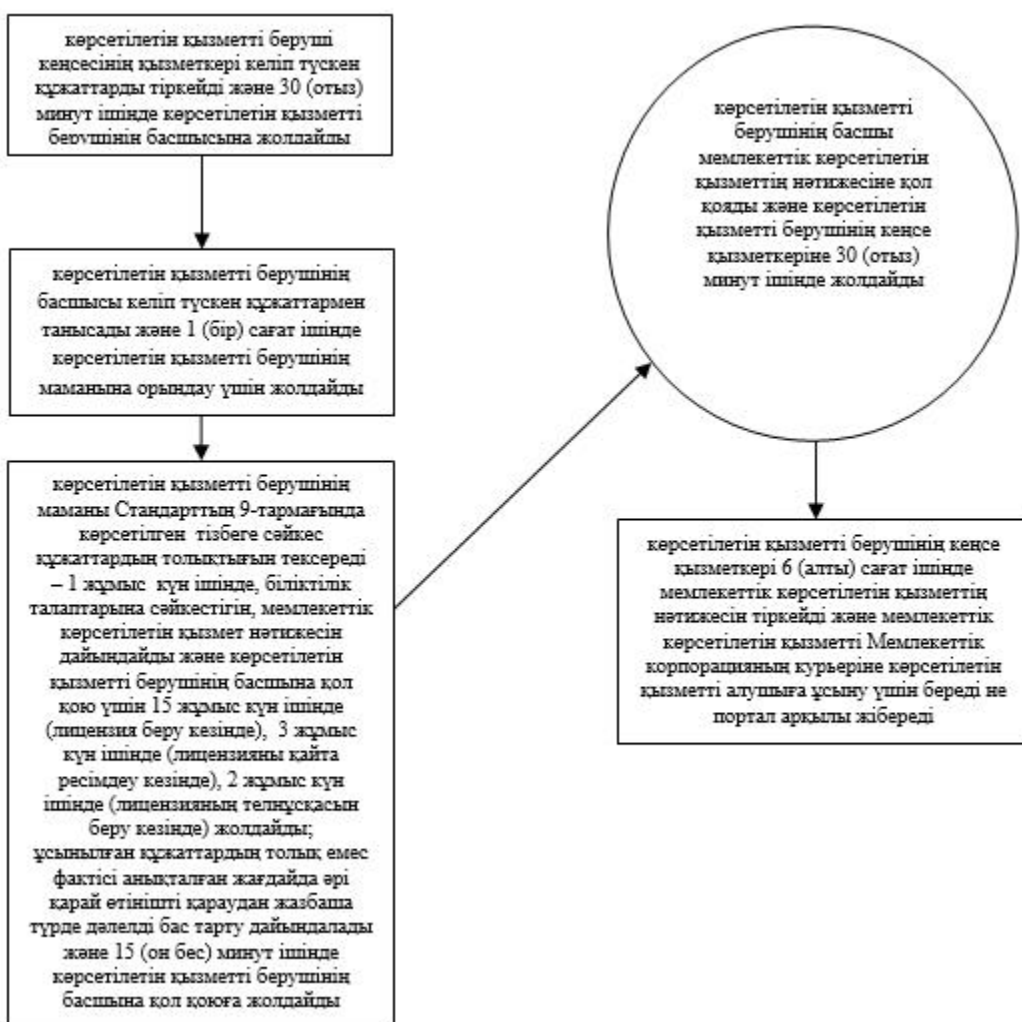 көрсетілетін қызметті беруші
кеңсесінің қызметкері келіп түскен
құжаттарды тіркейді және 30 (отыз)
минут ішінде көрсетілетін қызметті
берушінің басшысына жолдайды
көрсетілетін қызметті берушінің
басшысы келіп түскен құжаттармен
танысады және 1 (бір) сағат ішінде
көрсетілетін қызметті берушінің
маманына орындау үшін жолдайды
көрсетілетін қызметті берушінің
маманы Стандарттың 9-тармағында
көрсетілген тізбеге сәйкес
құжаттардың толықтығын тексереді
– 1 жұмыс күн ішінде, біліктілік
талаптарына сәйкестігін, мемлекеттік
көрсетілетін қызмет нәтижесін
дайындайды және көрсетілетін
қызметті берушінің басшына қол
қою үшін 15 жұмыс күн ішінде
(лицензия беру кезінде), 3 жұмыс
күн ішінде (лицензияны қайта
ресімдеу кезінде), 2 жұмыс күн
ішінде (лицензияның телнұсқасын
беру кезінде) жолдайды;
ұсынылған құжаттардың толық емес
фактісі анықталған жағдайда әрі
қарай өтінішті қараудан жазбаша
түрде дәлелді бас тарту дайындалады
және 15 (он бес) минут ішінде
көрсетілетін қызметті берушінің
басшына қол қоюға жолдайды
көрсетілетін қызметті
берушінің басшы
мемлекеттік көрсетілетін
қызметтің нәтижесіне қол
қояды және көрсетілетін
қызметті берушінің кеңсе
қызметкеріне 30 (отыз)
минут ішінде жолдайды
көрсетілетін қызметті берушінің кеңсе
қызметкері 6 (алты) сағат ішінде
мемлекеттік көрсетілетін қызметтің
нәтижесін тіркейді және мемлекеттік
көрсетілетін қызметті Мемлекеттік
корпорацияның курьеріне көрсетілетін
қызметті алушыға ұсыну үшін береді не
портал арқылы жібереді